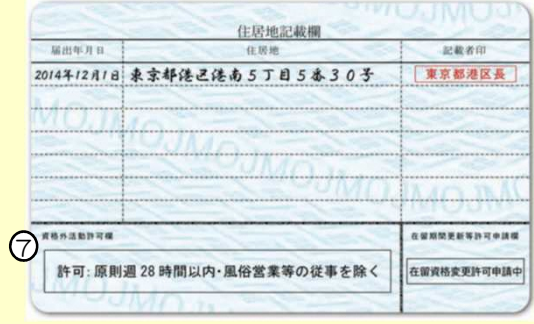 住居地記載欄
届出年月日 住居地 記載者印
2014年12月1日 東京都港区港南5丁目5番30号 東京都港区長
⑦
資格外活動許可欄 在留期間更新等許可申請欄
許可:原則週28時間以内・風俗営業等の従事を除く 在留資格変更許可申請中
MOJMOJMOJMOJMOJMOJ